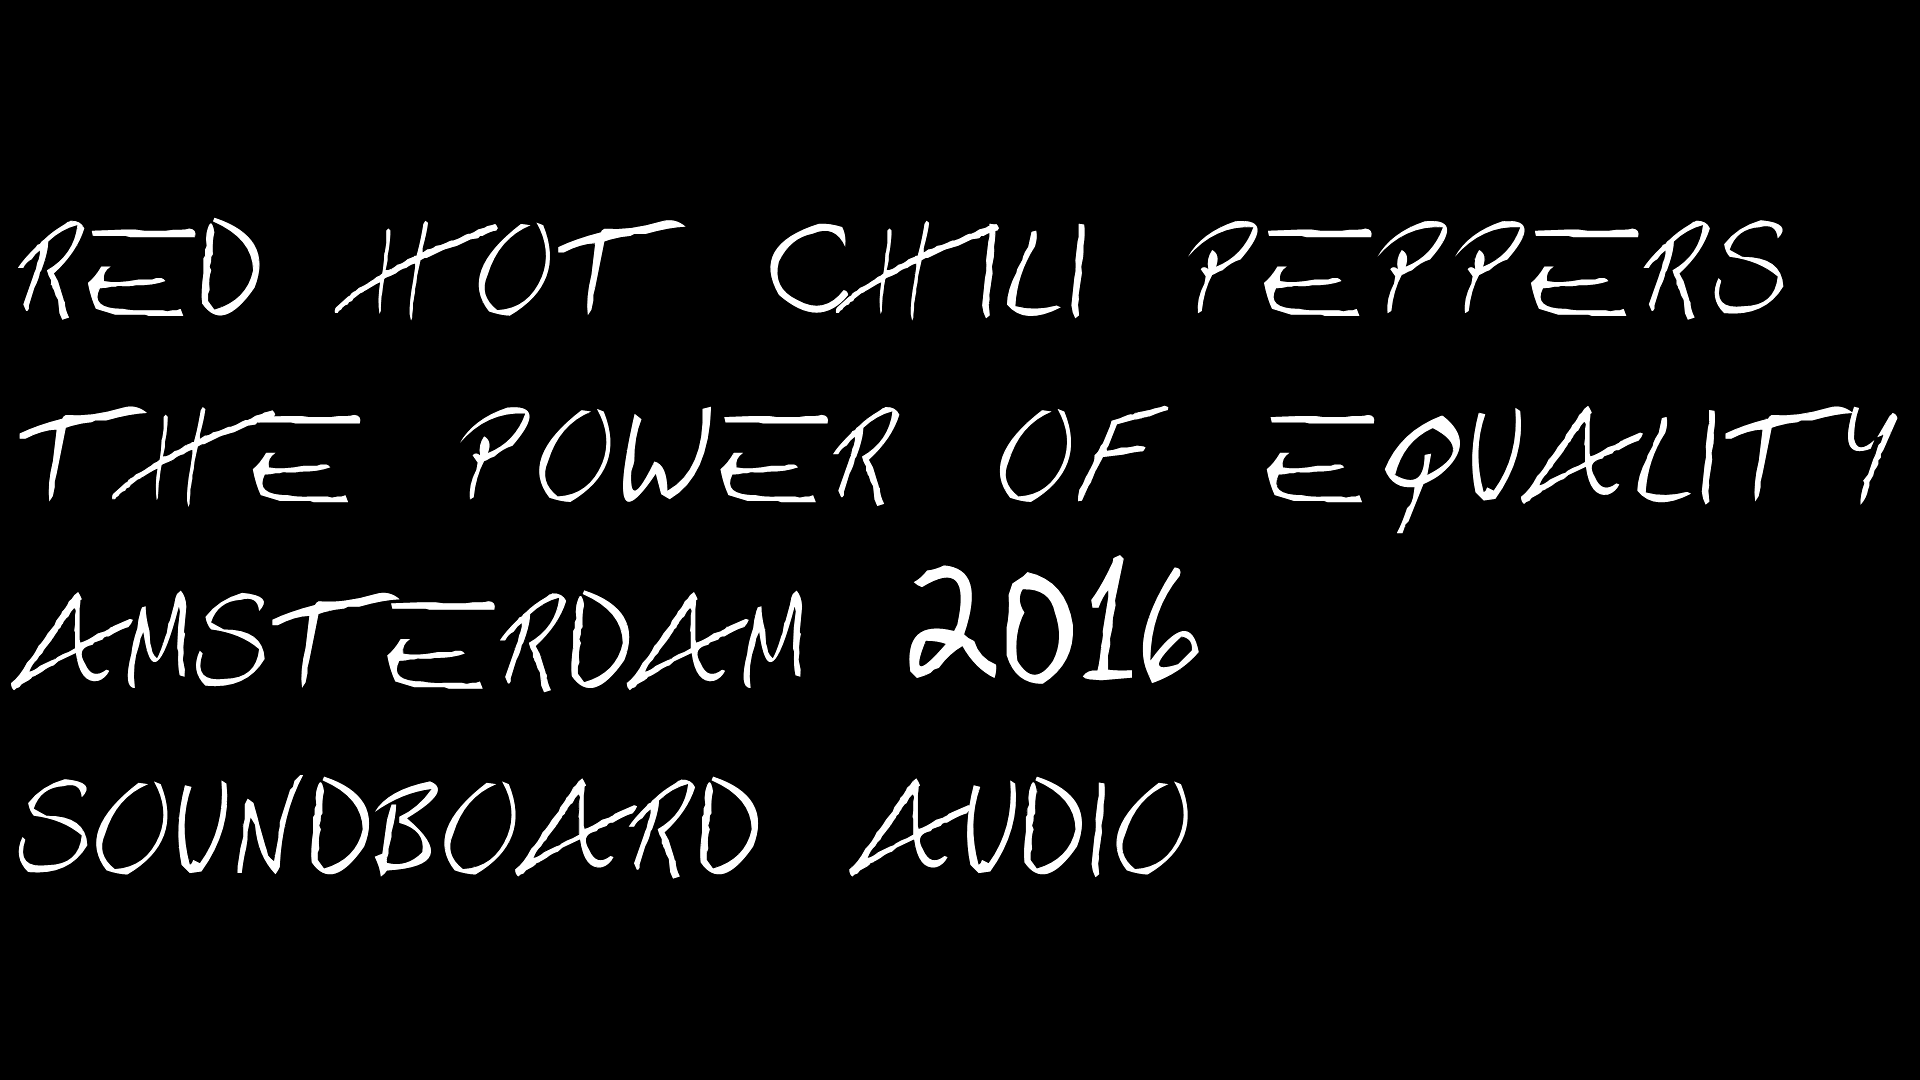 RED HOT CHILI PEPPERS
THE POWER OF EQUALITY
AMSTERDAM 2016
SOUNDBOARD AUDIO